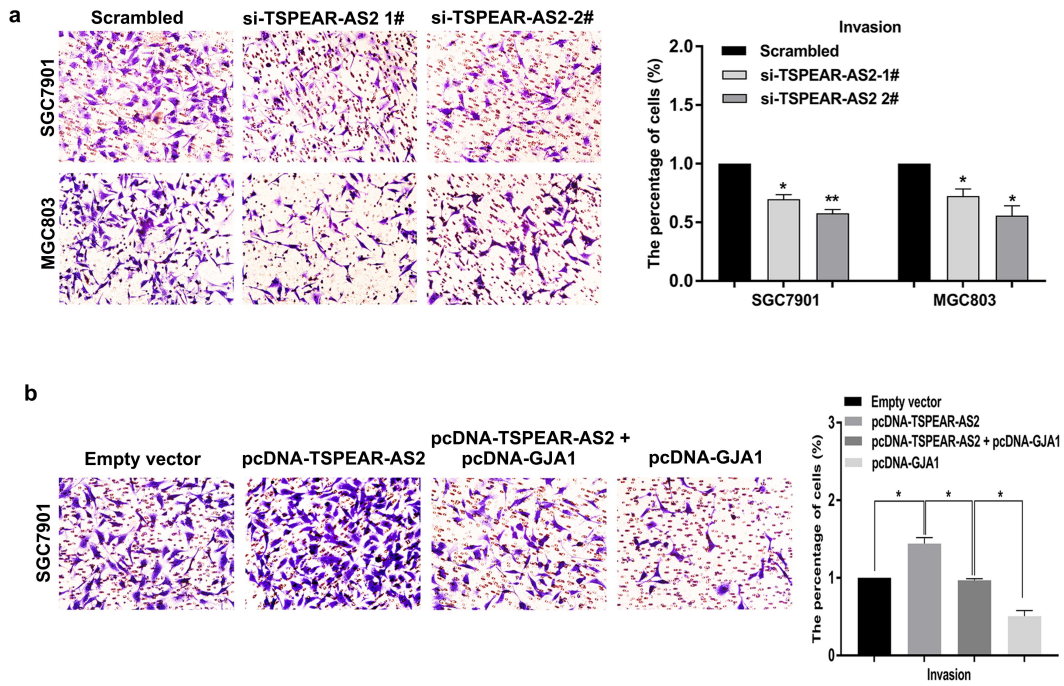 a
Scrambled
si-TSPEAR-AS2 1#
si-TSPEAR-AS2-2#
SGC7901
MGC803
Invasion
Scrambled
si-TSPEAR-AS2-1#
si-TSPEAR-AS2 2#
The percentage of cells (%)
2.0
1.5
1.0
0.5
0.0
*
**
*
*
SGC7901
MGC803
b
Empty vector
pcDNA-TSPEAR-AS2
pcDNA-TSPEAR-AS2 +
pcDNA-GJA1
pcDNA-GJA1
SGC7901
Empty vector
pcDNA-TSPEAR-AS2
pcDNA-TSPEAR-AS2 + pcDNA-GJA1
pcDNA-GJA1
The percentage of cells (%)
3
2
1
0
*
*
*
Invasion